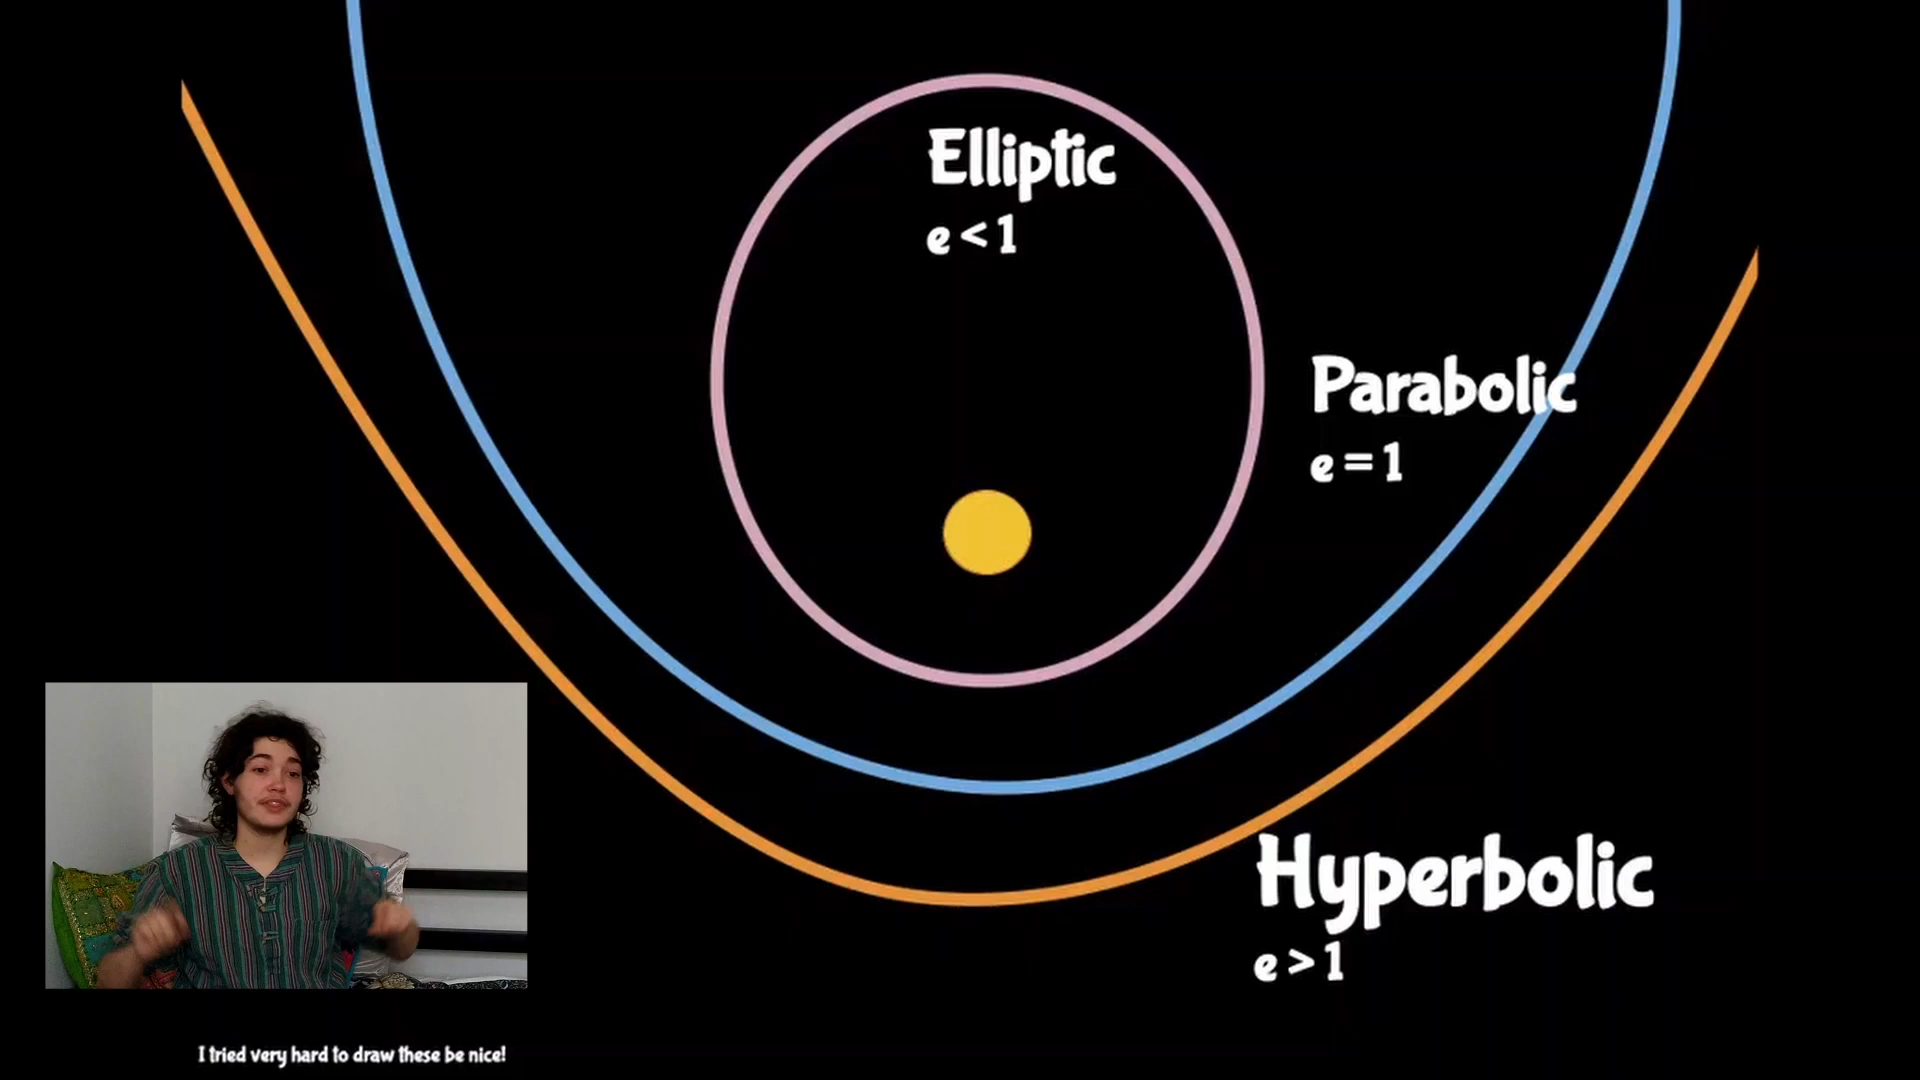 Elliptic
e < 1
Parabolic
e = 1
Hyperbolic
e > 1
I tried very hard to draw these be nice!